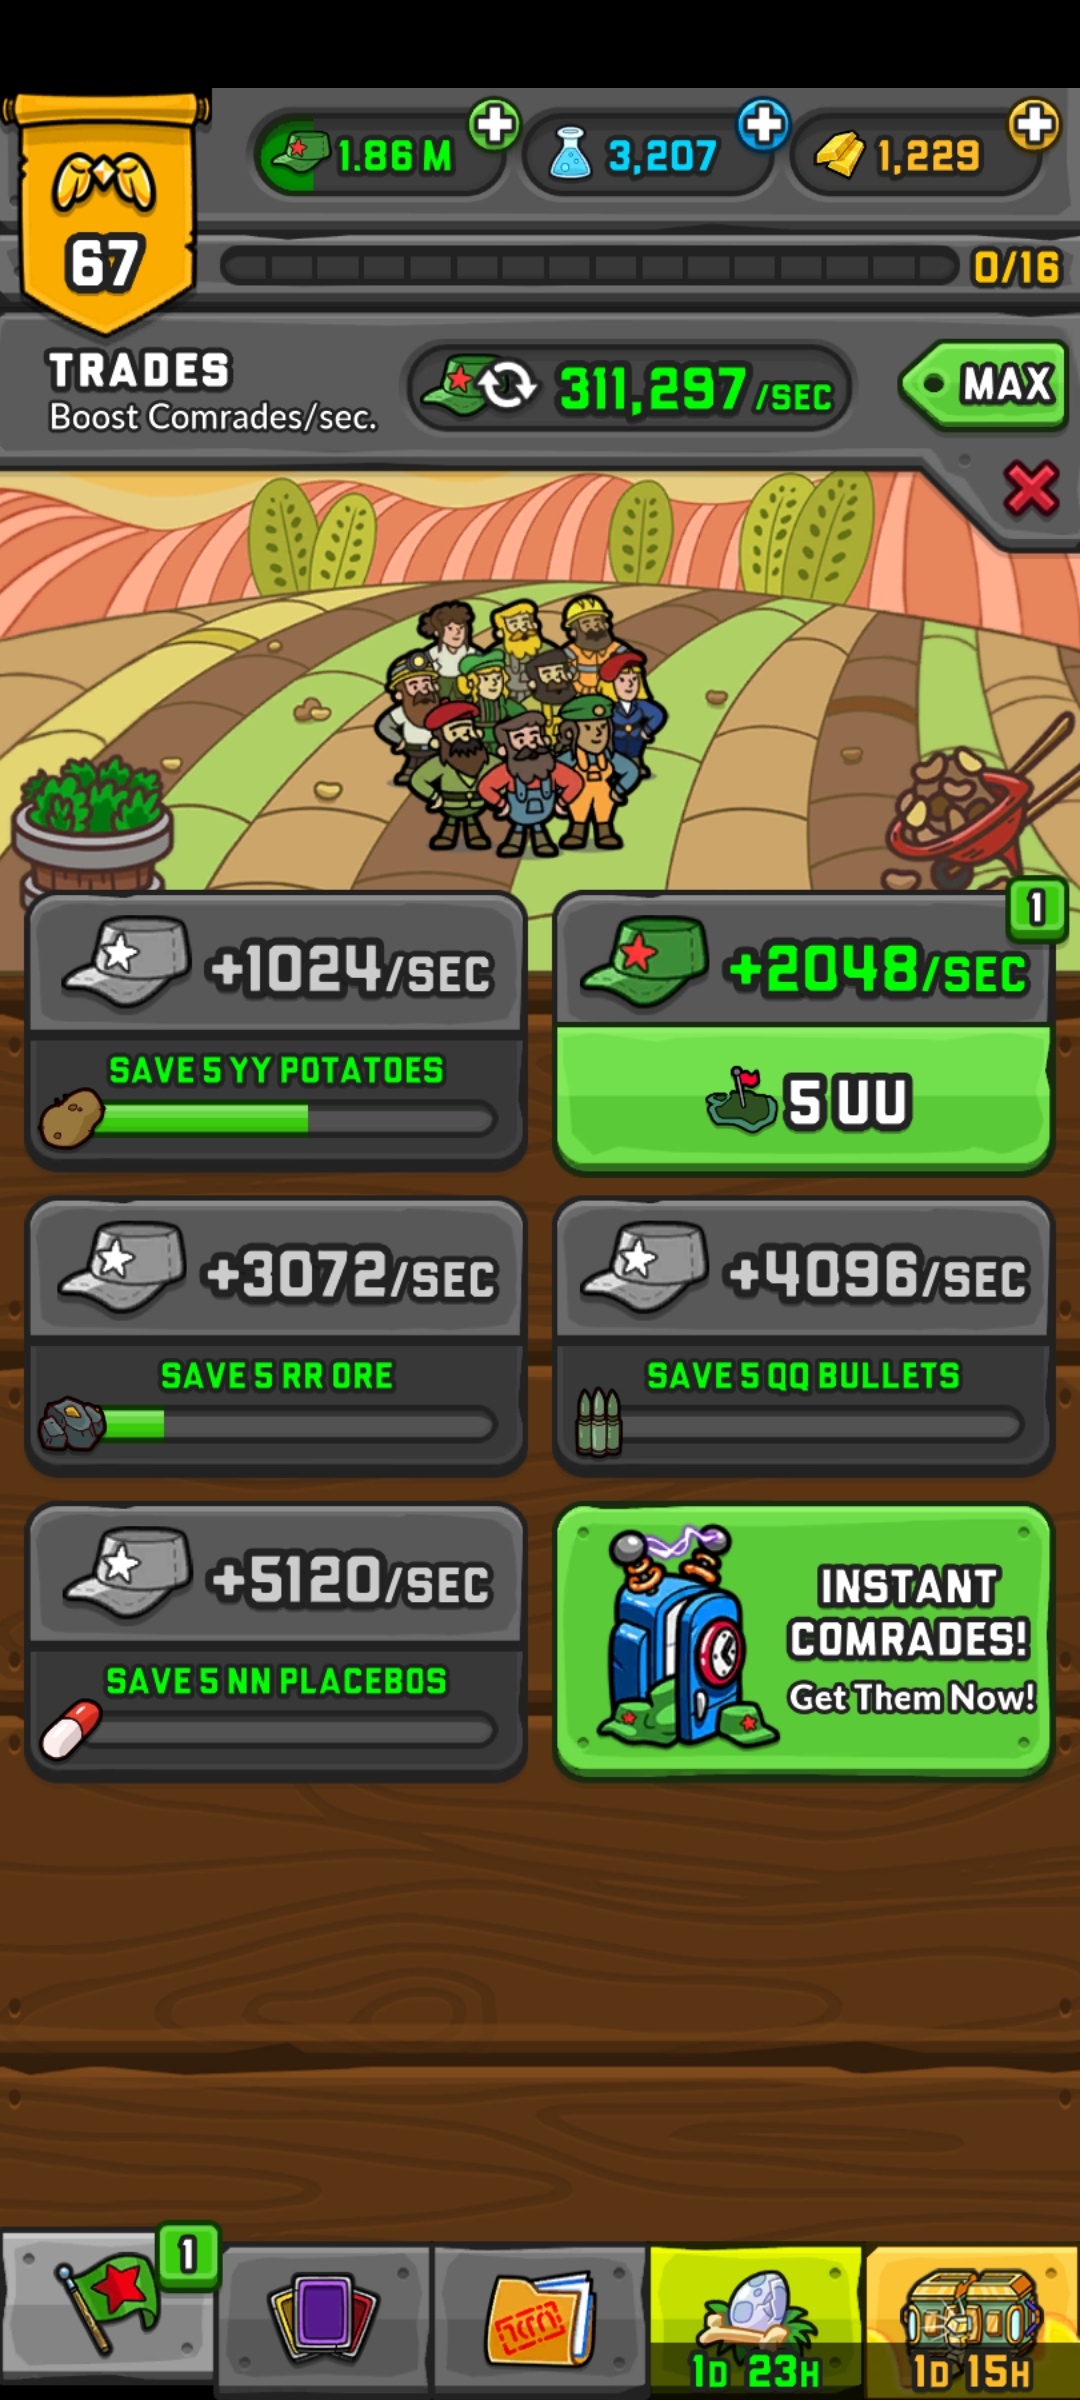 67
1.86 M
3,207
1,229
0/16
TRADES
Boost Comrades/sec.
311,297/SEC
MAX
+1024/SEC
SAVE 5 YY POTATOES
1
+2048/SEC
5 UU
+3072/SEC
SAVE 5 RR ORE
+4096/SEC
SAVE 5 QQ BULLETS
+5120/SEC
SAVE 5 NN PLACEBOS
INSTANT
COMRADES!
Get Them Now!
1
1D 23H
1D 15H